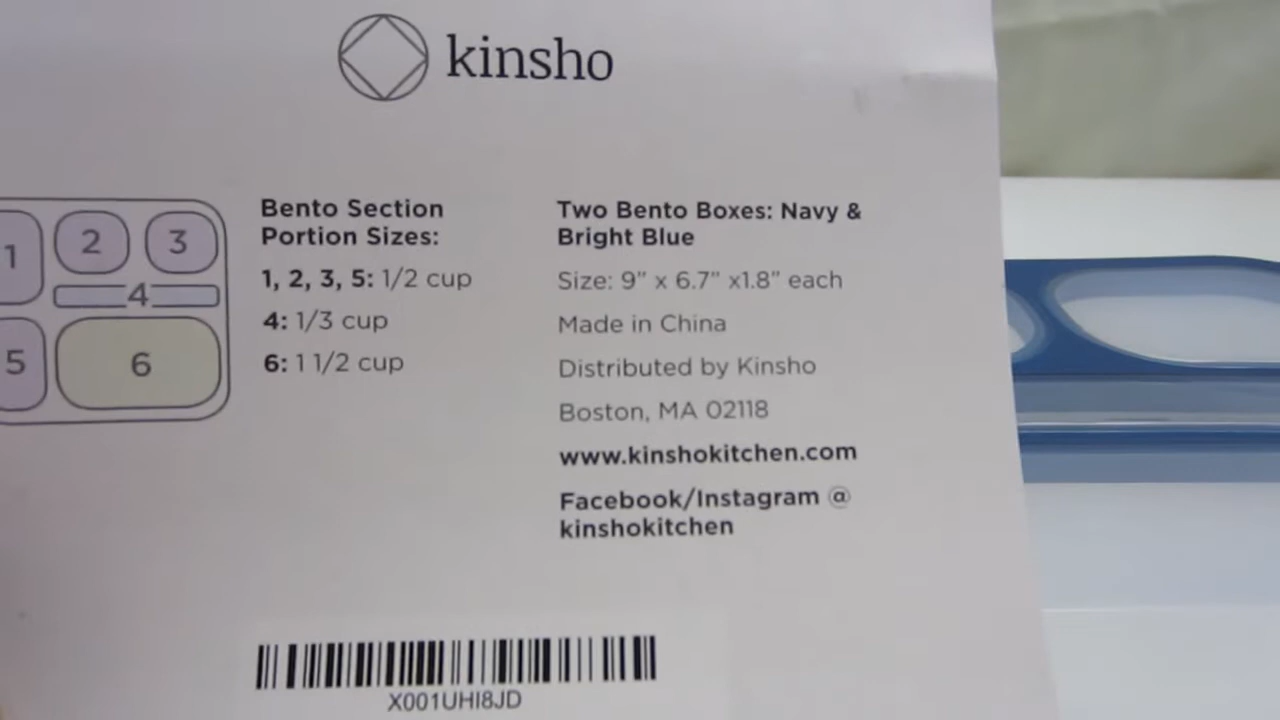 kinsho
1
2
3
4
5
6
Bento Section
Portion Sizes:
1, 2, 3, 5: 1/2 cup
4: 1/3 cup
6: 1 1/2 cup
Two Bento Boxes: Navy &
Bright Blue
Size: 9" x 6.7" x1.8" each
Made in China
Distributed by Kinsho
Boston, MA 02118
www.kinshokitchen.com
Facebook/Instagram @
kinshokitchen
X001UHI8JD